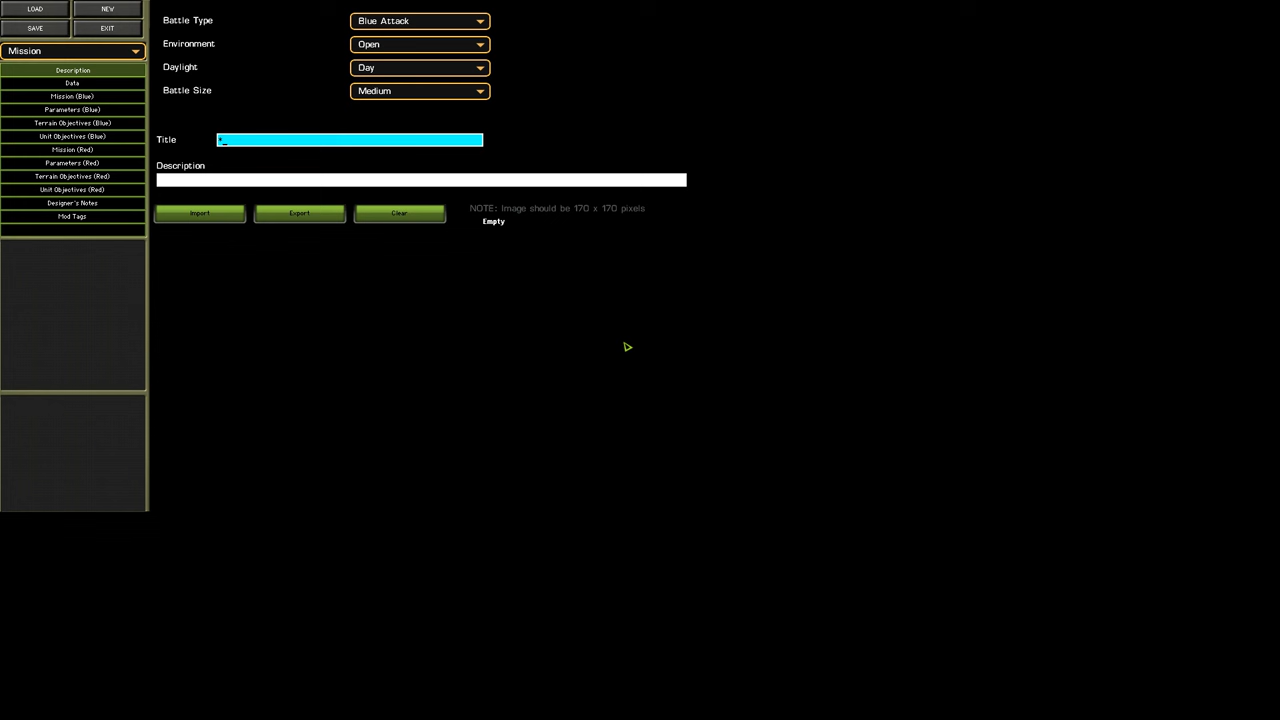 LOAD NEW
SAVE EXIT
Mission
Description
Data
Mission (Blue)
Parameters (Blue)
Terrain Objectives (Blue)
Unit Objectives (Blue)
Mission (Red)
Parameters (Red)
Terrain Objectives (Red)
Unit Objectives (Red)
Designer's Notes
Mod Tags
Battle Type Blue Attack
Environment Open
Daylight Day
Battle Size Medium
Title *_
Description
Import Export Clear NOTE: Image should be 170 x 170 pixels
Empty